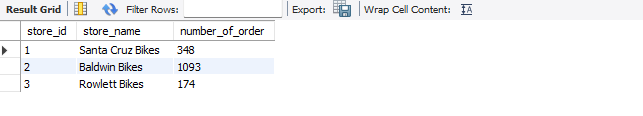 Result Grid Filter Rows: Export: Wrap Cell Content: IA
store_id store_name number_of_order
1 Santa Cruz Bikes 348
2 Baldwin Bikes 1093
3 Rowlett Bikes 174